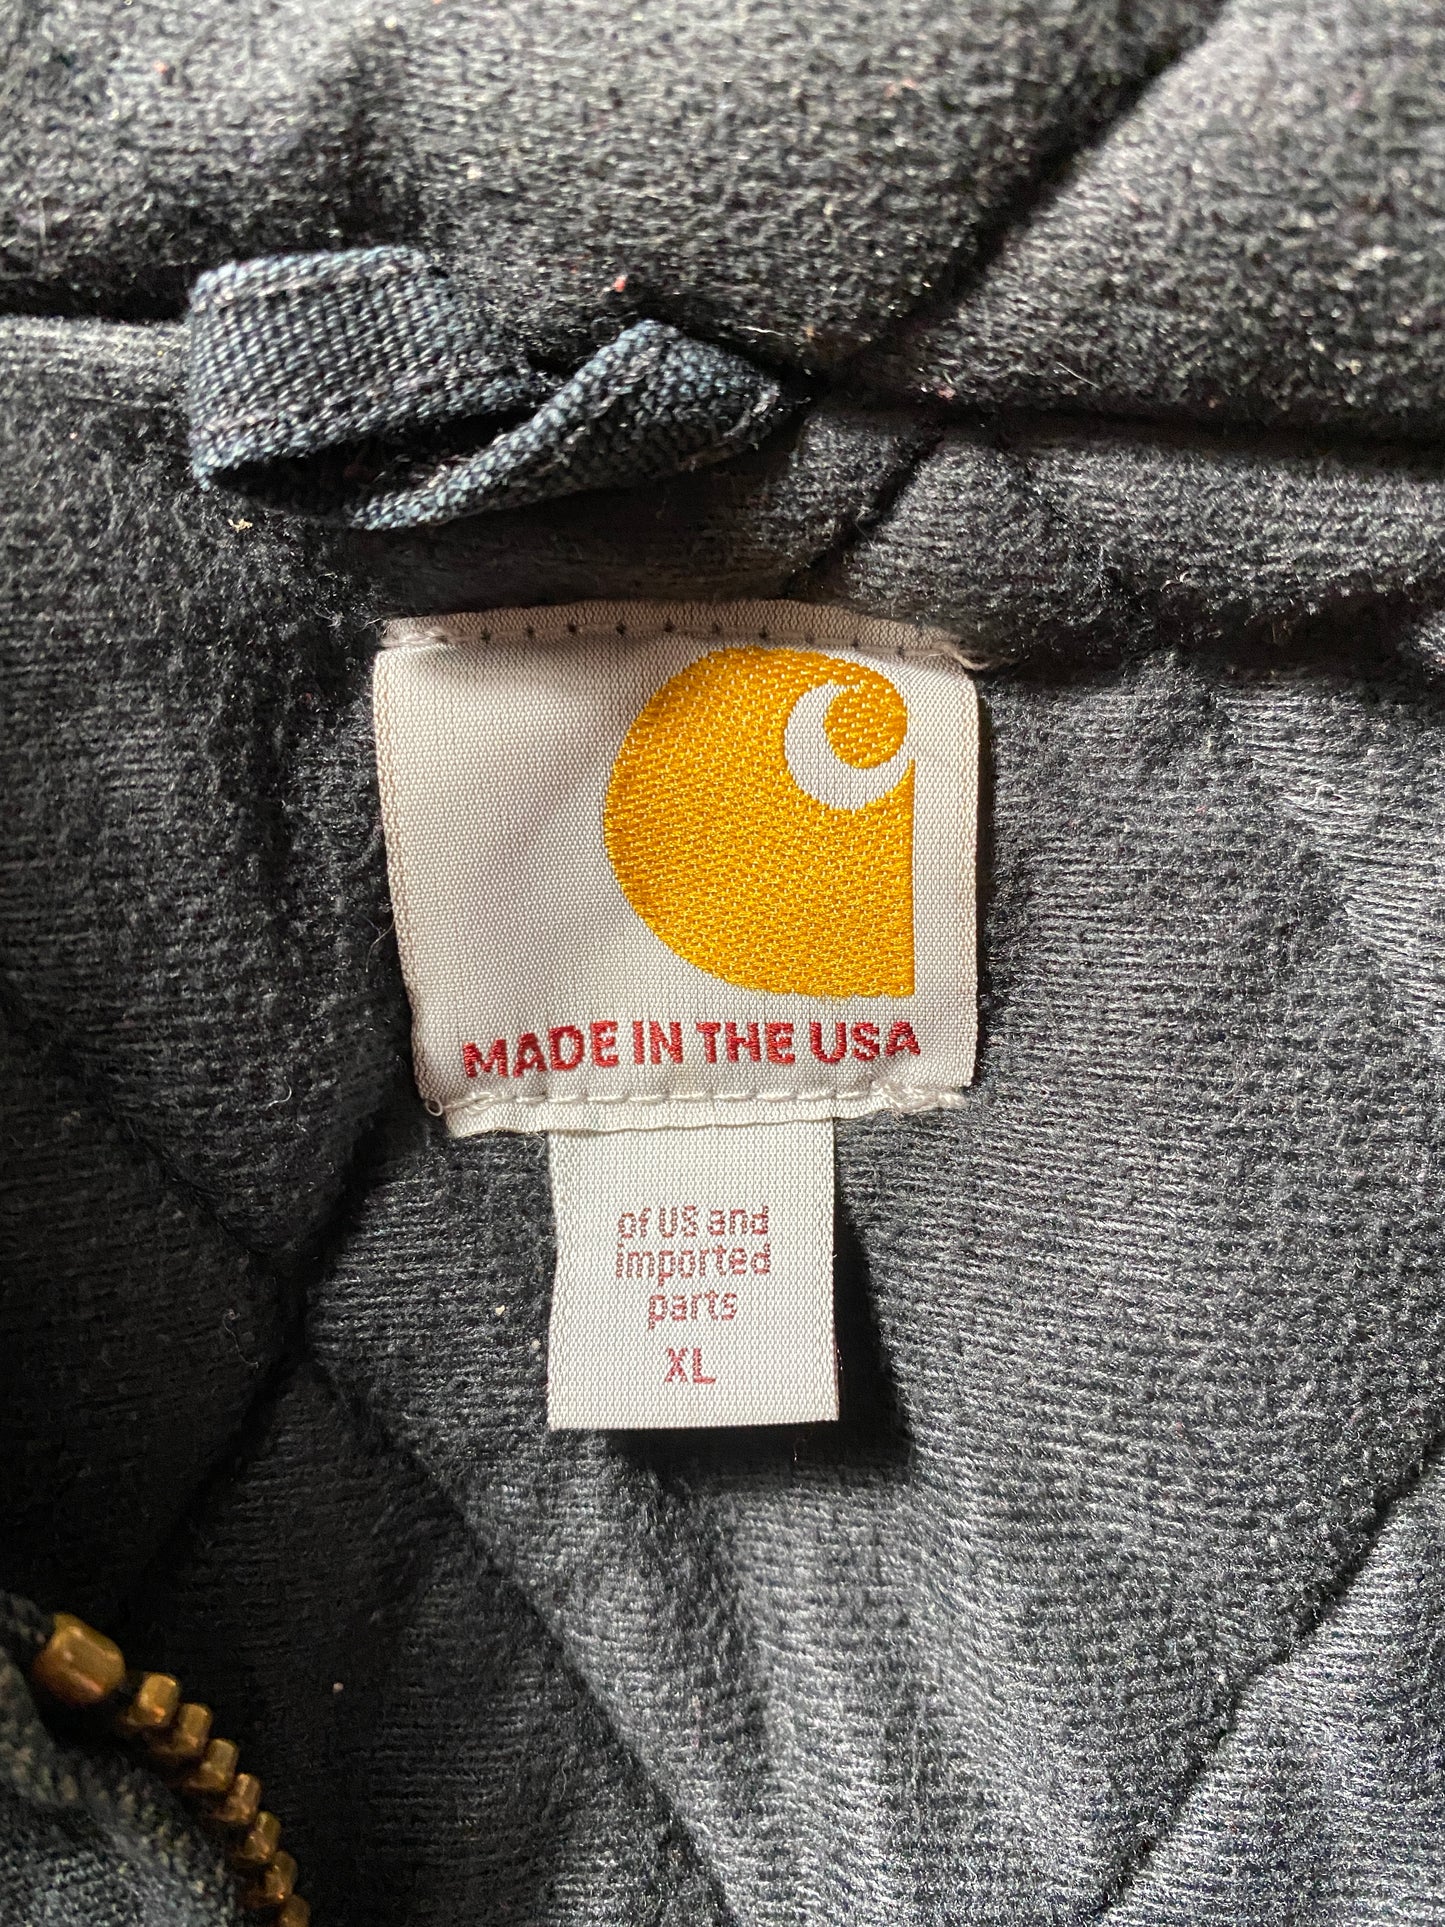 MADE IN THE USA
of US and
imported
parts
XL